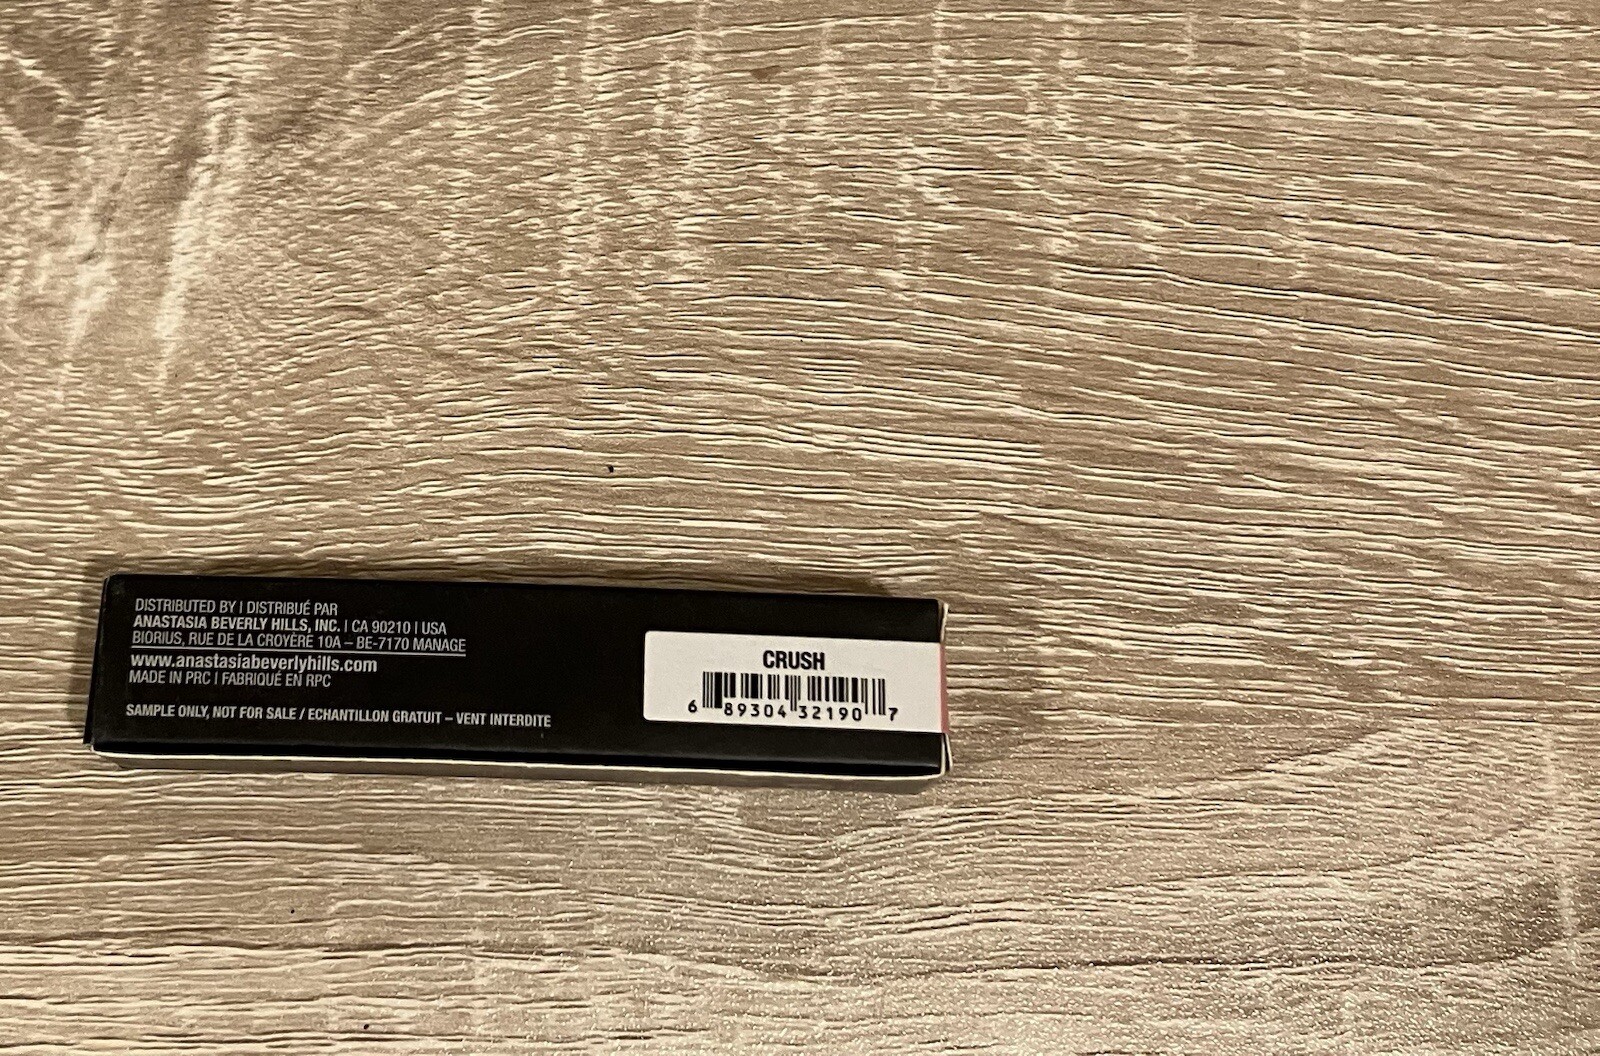 DISTRIBUTED BY | DISTRIBUÉ PAR
ANASTASIA BEVERLY HILLS, INC. | CA 90210 | USA
BIORIUS, RUE DE LA CROYÈRE 10A – BE-7170 MANAGE
www.anastasiabeverlyhills.com
MADE IN PRC | FABRIQUÉ EN RPC
SAMPLE ONLY, NOT FOR SALE / ECHANTILLON GRATUIT – VENT INTERDITE
CRUSH
6 89304 32190 7